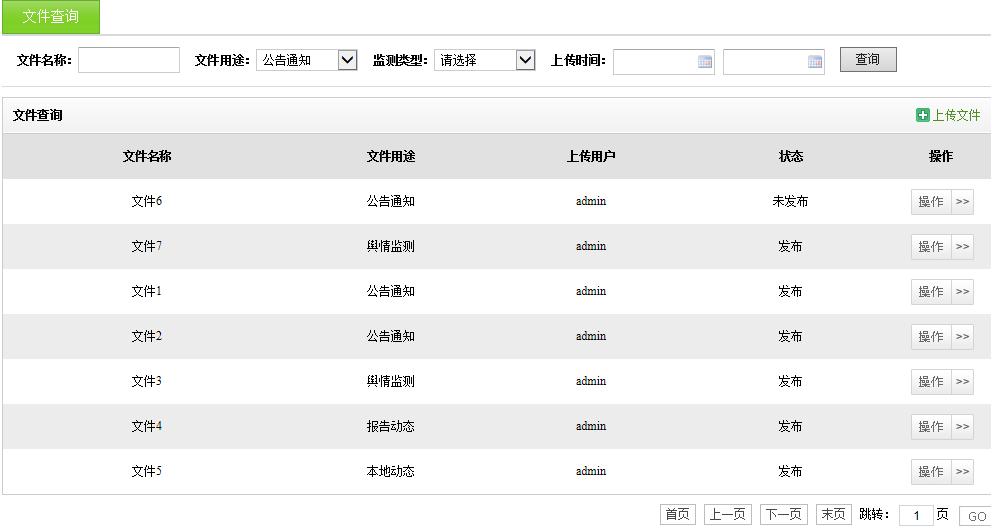 文件查询
文件名称: 文件用途: 公告通知 监测类型: 请选择 上传时间: 查询
文件查询 上传文件
文件名称 文件用途 上传用户 状态 操作
文件6 公告通知 admin 未发布 操作 >>
文件7 舆情监测 admin 发布 操作 >>
文件1 公告通知 admin 发布 操作 >>
文件2 公告通知 admin 发布 操作 >>
文件3 舆情监测 admin 发布 操作 >>
文件4 报告动态 admin 发布 操作 >>
文件5 本地动态 admin 发布 操作 >>
首页 上一页 下一页 末页 跳转: 1 页 GO